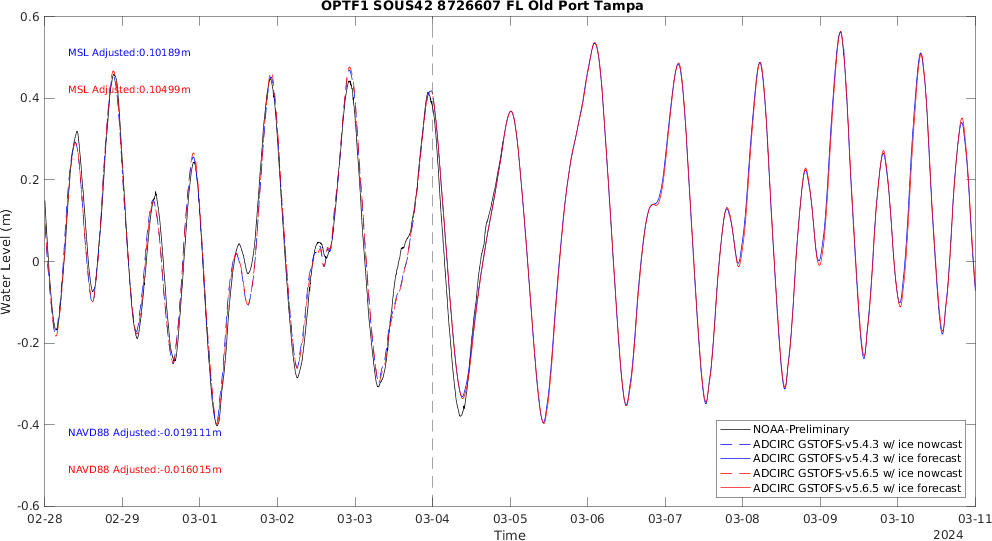 OPTF1 SOUS42 8726607 FL Old Port Tampa
0.6
MSL Adjusted:0.10189m
MSL Adjusted:0.10499m
0.4
0.2
0
-0.2
-0.4
-0.6
Water Level (m)
NAVD88 Adjusted:-0.019111m
NAVD88 Adjusted:-0.016015m
NOAA-Preliminary
ADCIRC GSTOFS-v5.4.3 w/ ice nowcast
ADCIRC GSTOFS-v5.4.3 w/ ice forecast
ADCIRC GSTOFS-v5.6.5 w/ ice nowcast
ADCIRC GSTOFS-v5.6.5 w/ ice forecast
02-28 02-29 03-01 03-02 03-03 03-04 03-05 03-06 03-07 03-08 03-09 03-10 03-11
Time
2024